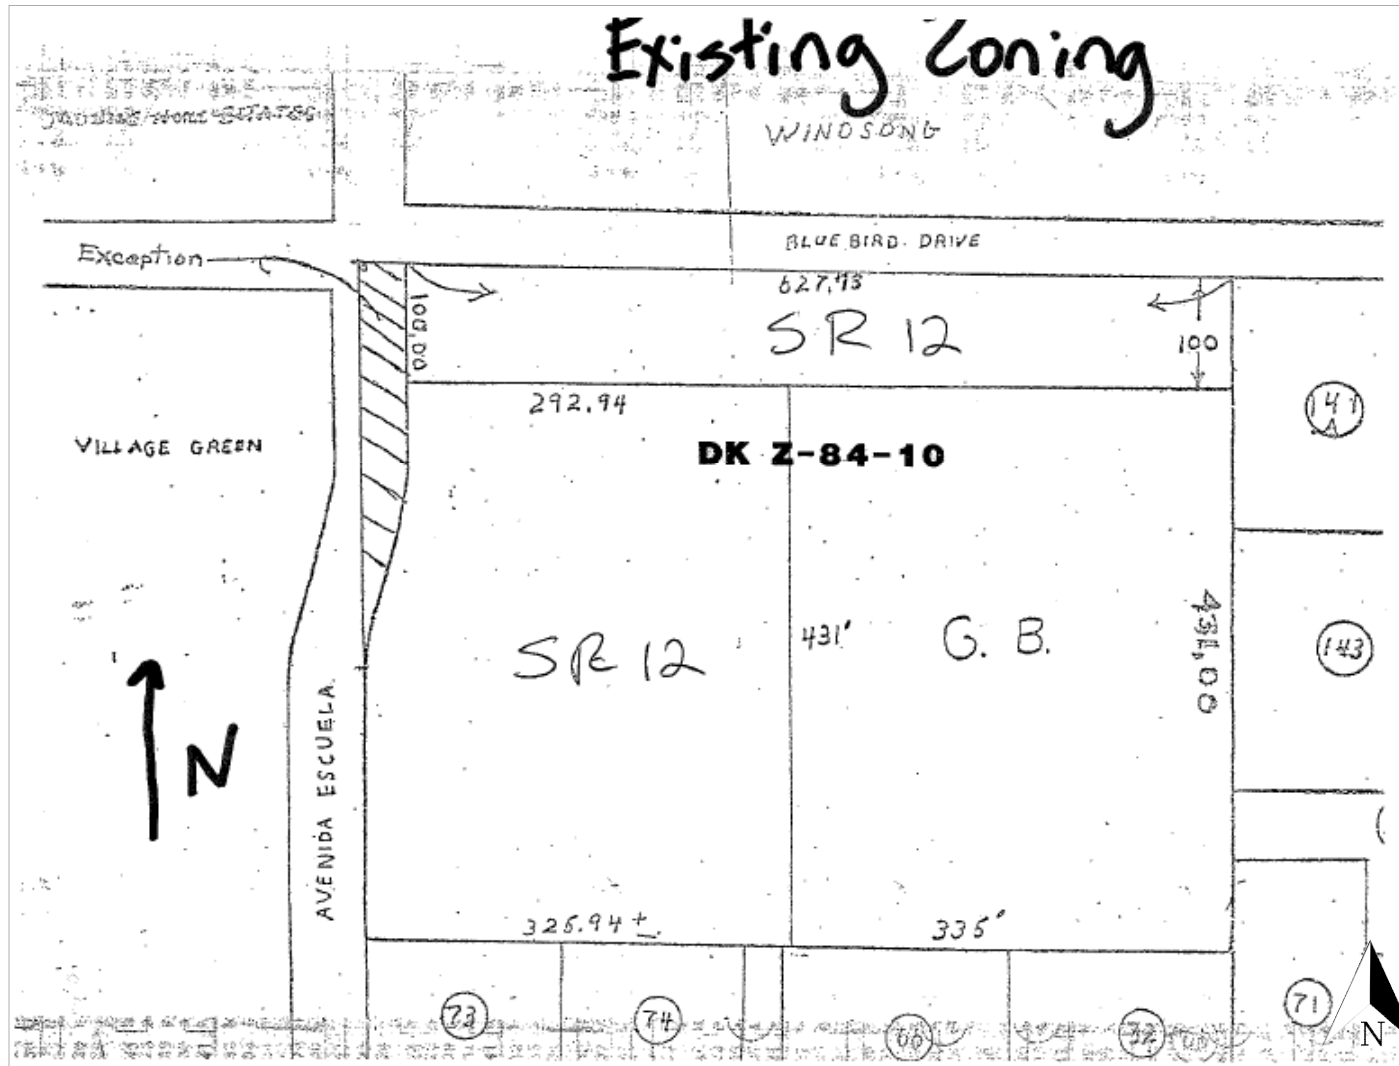 Existing Zoning
WINDSONG
BLUE BIRD DRIVE
Exception
627.93
SR 12
100.00
100
292.94
141
A
VILLAGE GREEN
DK Z-84-10
431'
G. B.
SR 12
431.00
143
N
AVENIDA ESCUELA
325.94 ±
335'
73
74
71
N